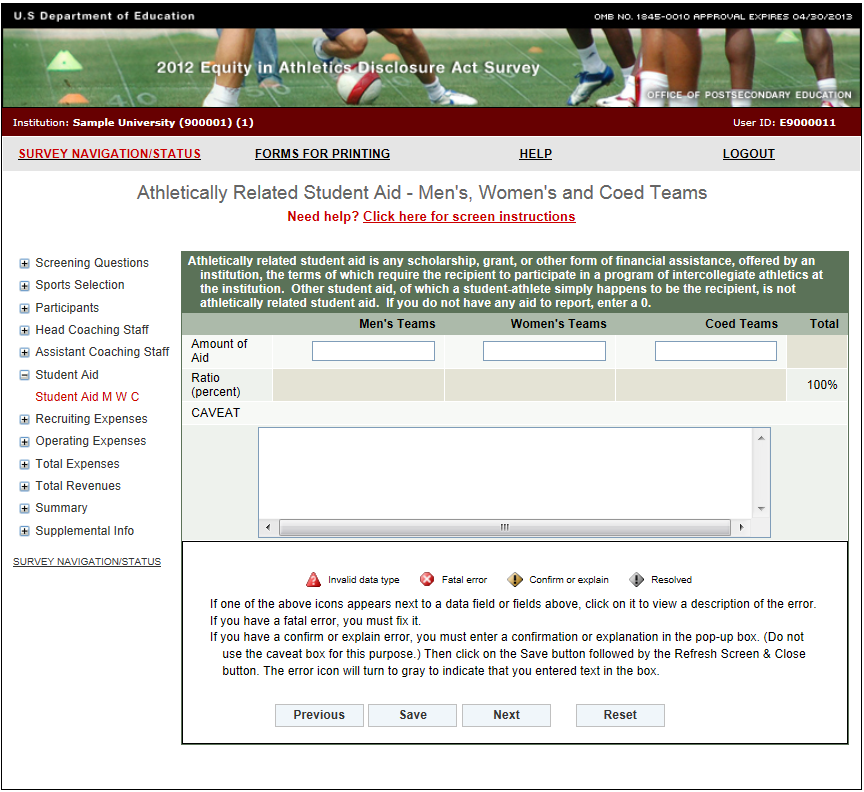 U.S Department of Education
OMB NO. 1845-0010 APPROVAL EXPIRES 04/30/2013
2012 Equity in Athletics Disclosure Act Survey
OFFICE OF POSTSECONDARY EDUCATION
Institution: Sample University (900001) (1)
User ID: E9000011
SURVEY NAVIGATION/STATUS
FORMS FOR PRINTING
HELP
LOGOUT
Athletically Related Student Aid - Men's, Women's and Coed Teams
Need help? Click here for screen instructions
Screening Questions
Sports Selection
Participants
Head Coaching Staff
Assistant Coaching Staff
Student Aid
Student Aid M W C
Recruiting Expenses
Operating Expenses
Total Expenses
Total Revenues
Summary
Supplemental Info
SURVEY NAVIGATION/STATUS
Athletically related student aid is any scholarship, grant, or other form of financial assistance, offered by an
institution, the terms of which require the recipient to participate in a program of intercollegiate athletics at
the institution. Other student aid, of which a student-athlete simply happens to be the recipient, is not
athletically related student aid. If you do not have any aid to report, enter a 0.
Men's Teams
Women's Teams
Coed Teams
Total
Amount of
Aid
Ratio
(percent)
100%
CAVEAT
Invalid data type
Fatal error
Confirm or explain
Resolved
If one of the above icons appears next to a data field or fields above, click on it to view a description of the error.
If you have a fatal error, you must fix it.
If you have a confirm or explain error, you must enter a confirmation or explanation in the pop-up box. (Do not
use the caveat box for this purpose.) Then click on the Save button followed by the Refresh Screen & Close
button. The error icon will turn to gray to indicate that you entered text in the box.
Previous
Save
Next
Reset